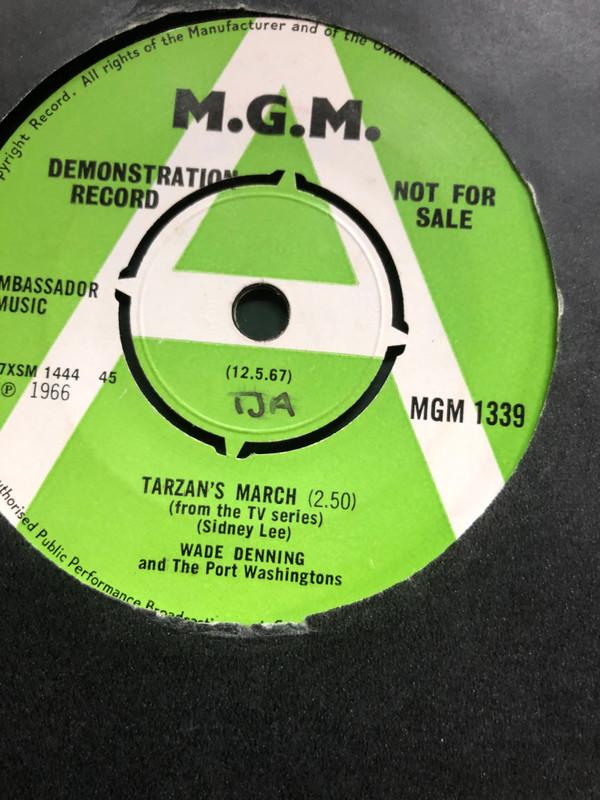 pyright Record. All rights of the Manufacturer and of the Owner
M.G.M.
DEMONSTRATION
RECORD
NOT FOR
SALE
MBASSADOR
MUSIC
7XSM 1444 45
℗ 1966
(12.5.67)
TJA
MGM 1339
TARZAN'S MARCH (2.50)
(from the TV series)
(Sidney Lee)
WADE DENNING
and The Port Washingtons
uthorised Public Performance